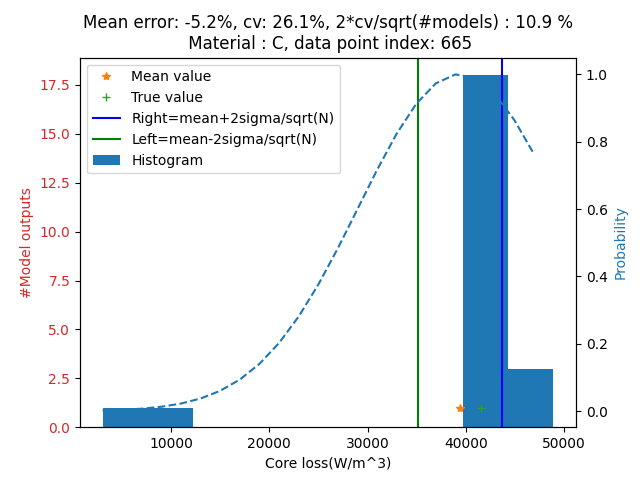 Mean error: -5.2%, cv: 26.1%, 2*cv/sqrt(#models) : 10.9 %
Material : C, data point index: 665
Mean value
True value
Right=mean+2sigma/sqrt(N)
Left=mean-2sigma/sqrt(N)
Histogram
#Model outputs
17.5
15.0
12.5
10.0
7.5
5.0
2.5
0.0
1.0
0.8
0.6
0.4
0.2
0.0
Probability
10000 20000 30000 40000 50000
Core loss(W/m^3)